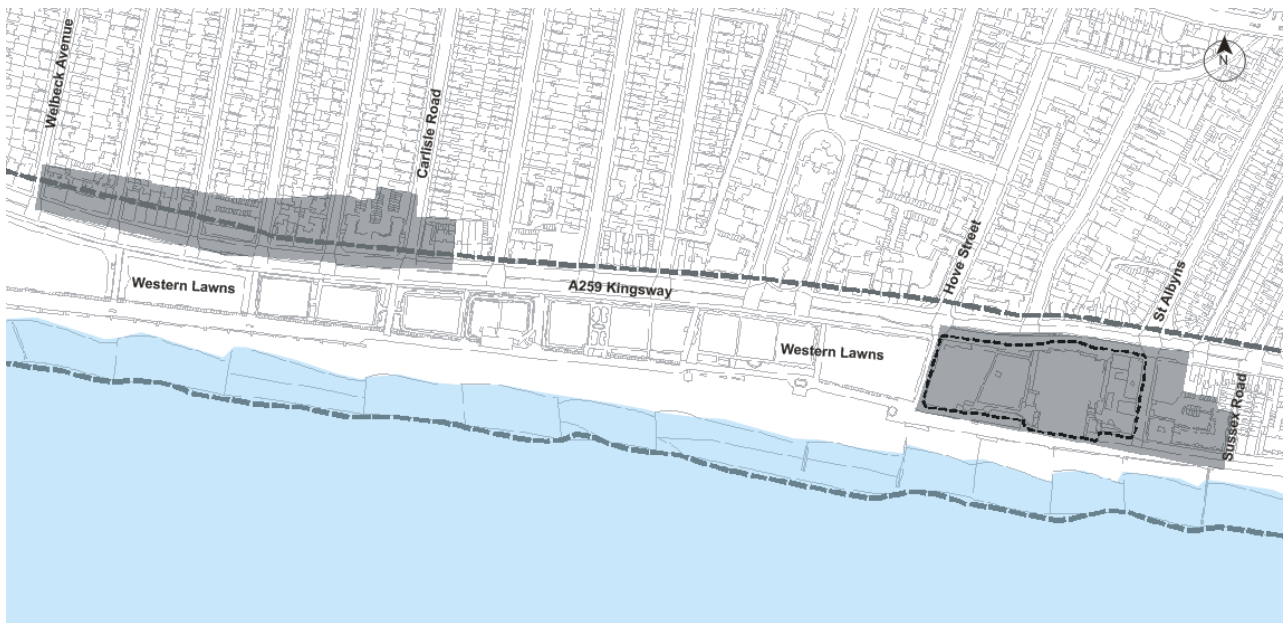 Welbeck Avenue
Carlisle Road
N
Hove Street
St Albyns
Western Lawns
A259 Kingsway
Western Lawns
Sussex Road